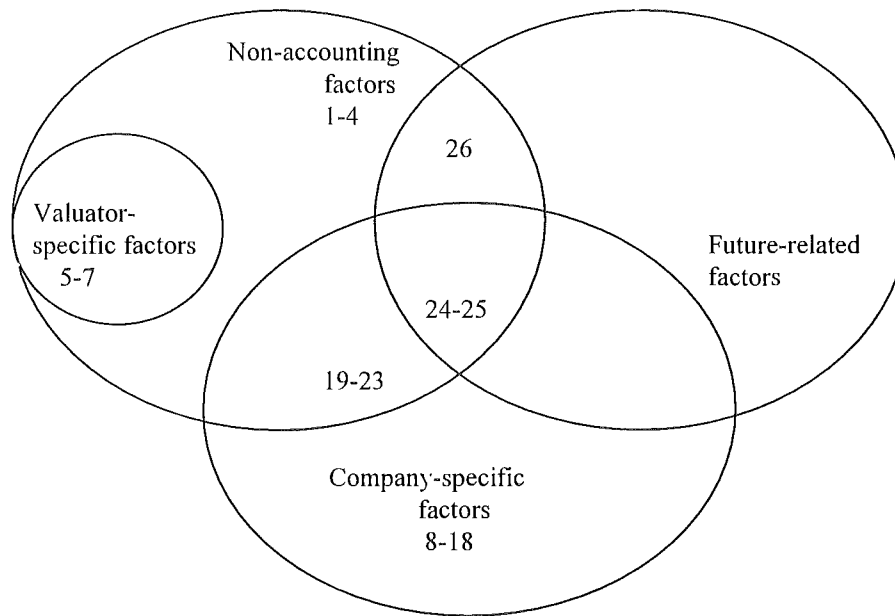 Non-accounting
factors
1-4
26
Valuator-
specific factors
5-7
Future-related
factors
24-25
19-23
Company-specific
factors
8-18